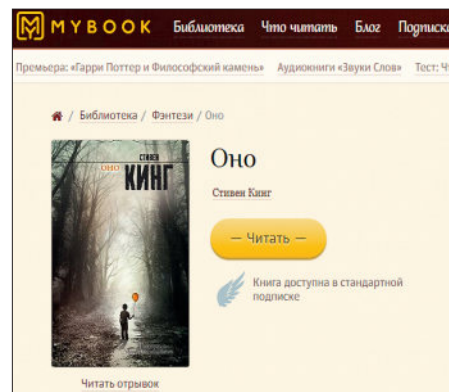 MYBOOK Библиотека Что читать Блог Подписка
Премьера: «Гарри Поттер и Философский камень» Аудиокниги «Звуки Слов» Тест:
/ Библиотека / Фэнтези / Оно
СТИВЕН
ОНО КИНГ
Оно
Стивен Кинг
— Читать —
Книга доступна в стандартной
подписке
Читать отрывок